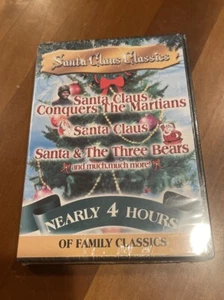 Santa Claus Classics
Santa Claus
Conquers The Martians
Santa Claus
Santa & The Three Bears
and much,much more!
NEARLY 4 HOURS
OF FAMILY CLASSICS